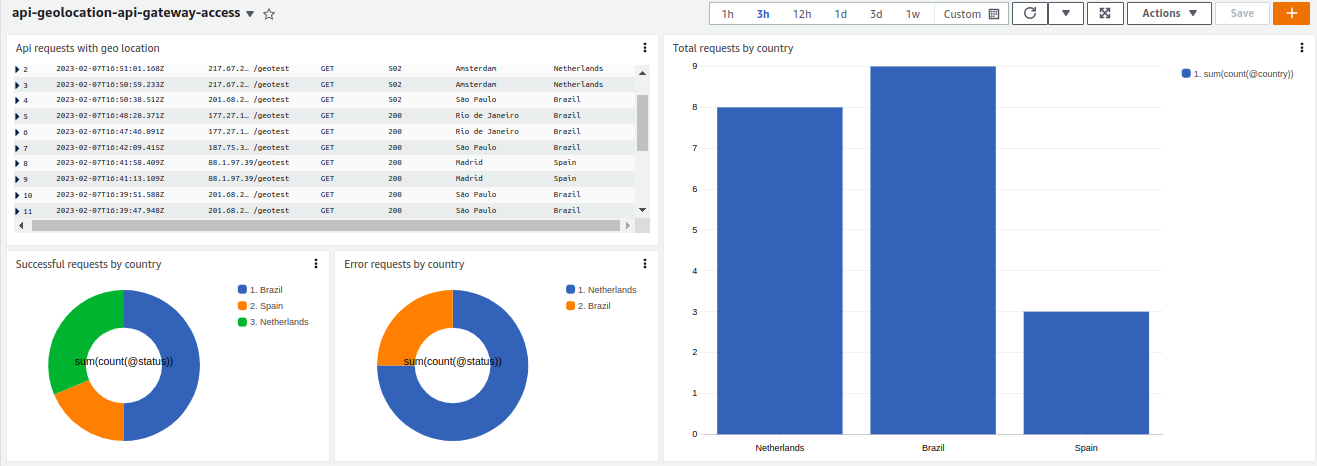 api-geolocation-api-gateway-access
1h 3h 12h 1d 3d 1w Custom Actions Save
Api requests with geo location
2 2023-02-07T16:51:01.168Z 217.67.2… /geotest GET 502 Amsterdam Netherlands
3 2023-02-07T16:50:59.233Z 217.67.2… /geotest GET 502 Amsterdam Netherlands
4 2023-02-07T16:50:38.512Z 201.68.2… /geotest GET 502 São Paulo Brazil
5 2023-02-07T16:48:28.371Z 177.27.1… /geotest GET 200 Rio de Janeiro Brazil
6 2023-02-07T16:47:46.091Z 177.27.1… /geotest GET 200 Rio de Janeiro Brazil
7 2023-02-07T16:42:09.415Z 187.75.3… /geotest GET 200 São Paulo Brazil
8 2023-02-07T16:41:58.409Z 88.1.97.39 /geotest GET 200 Madrid Spain
9 2023-02-07T16:41:13.109Z 88.1.97.39 /geotest GET 200 Madrid Spain
10 2023-02-07T16:39:51.588Z 201.68.2… /geotest GET 200 São Paulo Brazil
11 2023-02-07T16:39:47.948Z 201.68.2… /geotest GET 200 São Paulo Brazil
Successful requests by country
1. Brazil
2. Spain
3. Netherlands
sum(count(@status))
Error requests by country
1. Netherlands
2. Brazil
sum(count(@status))
Total requests by country
1. sum(count(@country))
9
8
7
6
5
4
3
2
1
0
Netherlands Brazil Spain